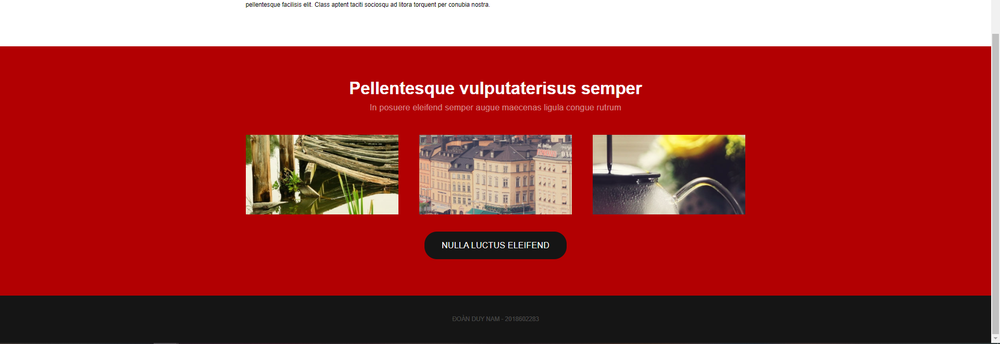 pellentesque facilisis elit. Class aptent taciti sociosqu ad litora torquent per conubia nostra.
Pellentesque vulputaterisus semper
In posuere eleifend semper augue maecenas ligula congue rutrum
NULLA LUCTUS ELEIFEND
ĐOÀN DUY NAM - 2018602283